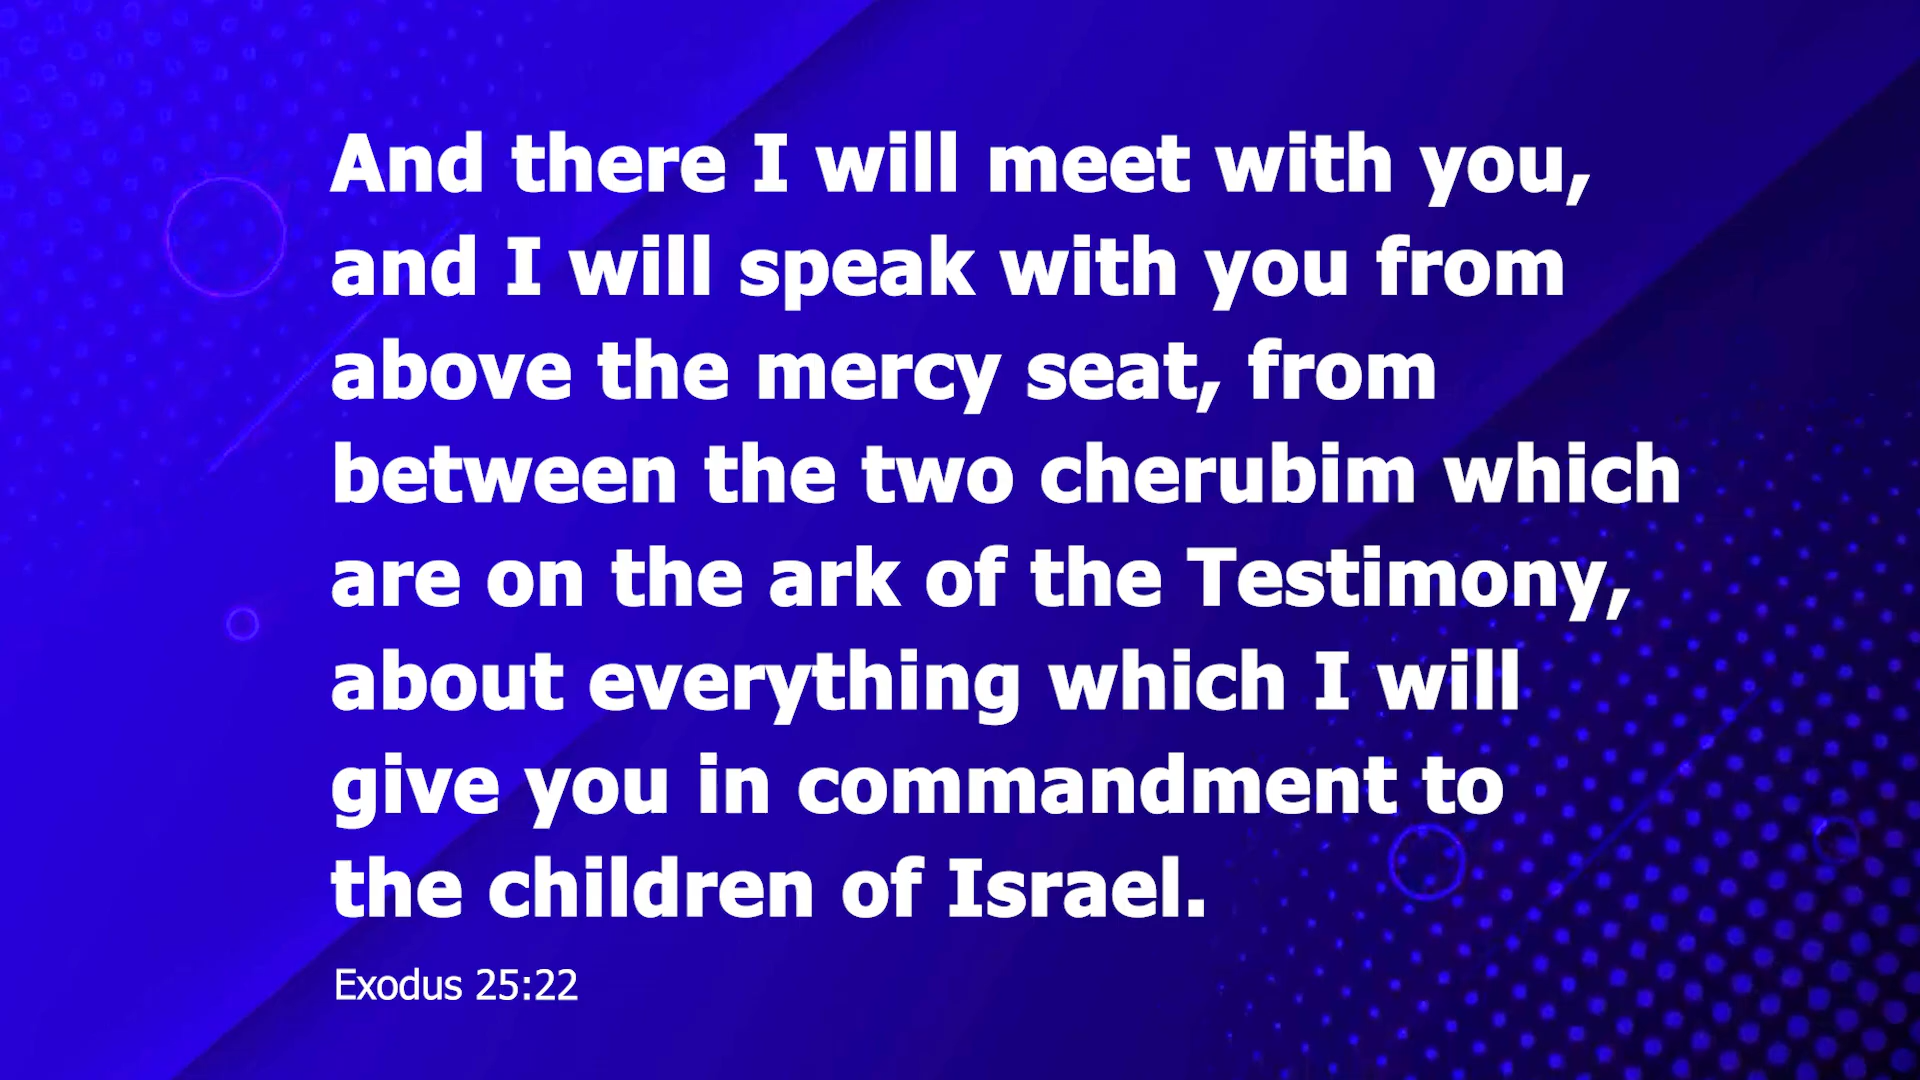 And there I will meet with you,
and I will speak with you from
above the mercy seat, from
between the two cherubim which
are on the ark of the Testimony,
about everything which I will
give you in commandment to
the children of Israel.
Exodus 25:22